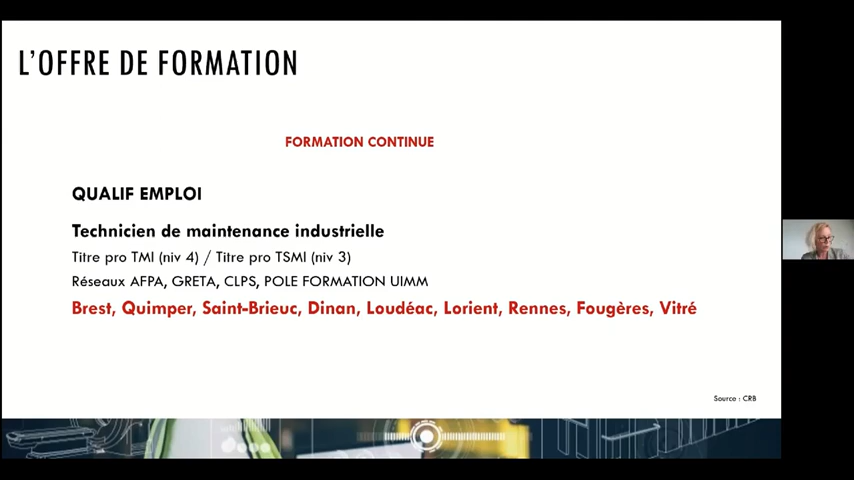 L'OFFRE DE FORMATION
FORMATION CONTINUE
QUALIF EMPLOI
Technicien de maintenance industrielle
Titre pro TMI (niv 4) / Titre pro TSMI (niv 3)
Réseaux AFPA, GRETA, CLPS, POLE FORMATION UIMM
Brest, Quimper, Saint-Brieuc, Dinan, Loudéac, Lorient, Rennes, Fougères, Vitré
Source : CRB